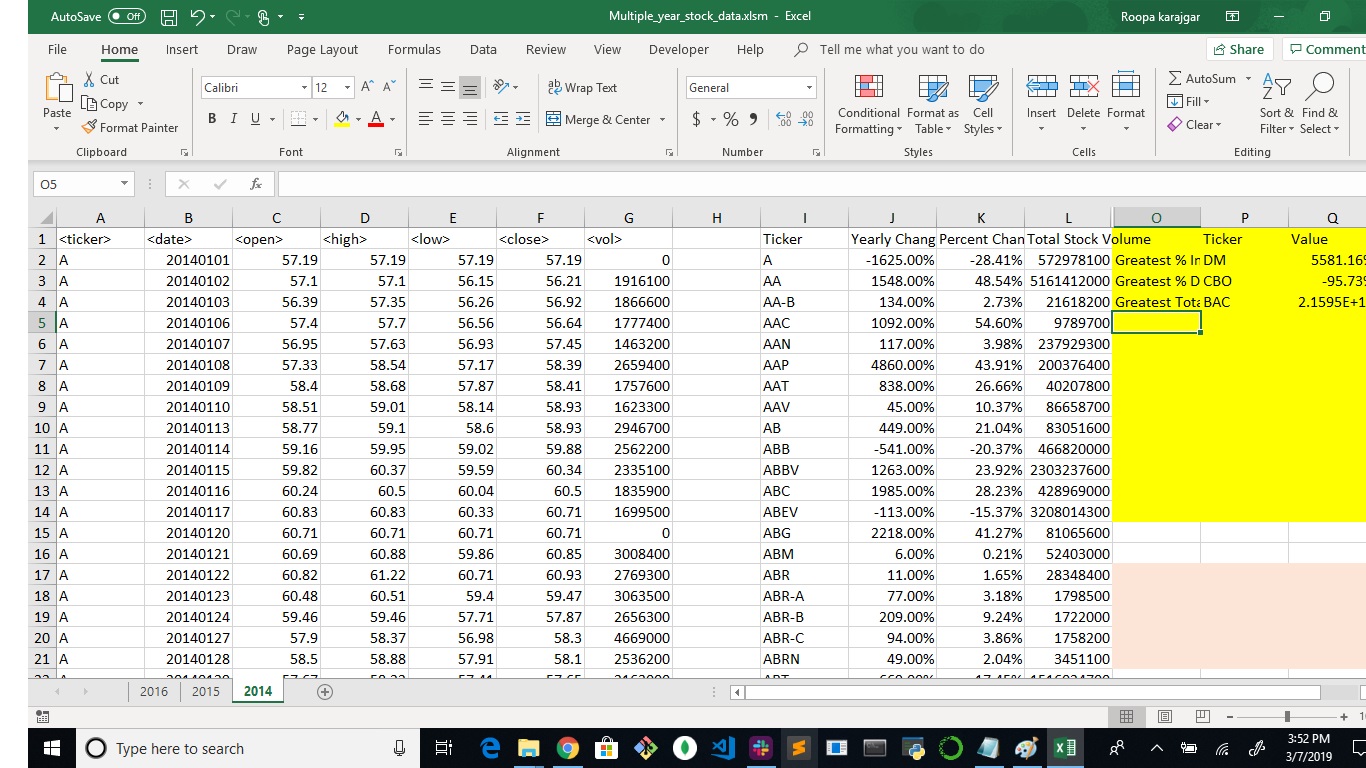 AutoSave Off Multiple_year_stock_data.xlsm - Excel Roopa karajgar
File Home Insert Draw Page Layout Formulas Data Review View Developer Help Tell me what you want to do Share Comment
Cut
Copy
Format Painter
Paste
Clipboard
Calibri 12
B I U
Font
Wrap Text
Merge & Center
Alignment
General
$ % 9
Number
Conditional Formatting
Format as Table
Cell Styles
Styles
Insert Delete Format
Cells
AutoSum
Fill
Clear
Sort & Filter
Find & Select
Editing
O5 fx
A B C D E F G H I J K L O P Q
1 <ticker> <date> <open> <high> <low> <close> <vol> Ticker Yearly Chang Percent Chan Total Stock Volume Ticker Value
2 A 20140101 57.19 57.19 57.19 57.19 0 A -1625.00% -28.41% 572978100 Greatest % Ir DM 5581.169
3 A 20140102 57.1 57.1 56.15 56.21 1916100 AA 1548.00% 48.54% 5161412000 Greatest % D CBO -95.739
4 A 20140103 56.39 57.35 56.26 56.92 1866600 AA-B 134.00% 2.73% 21618200 Greatest Tota BAC 2.1595E+1
5 A 20140106 57.4 57.7 56.56 56.64 1777400 AAC 1092.00% 54.60% 9789700
6 A 20140107 56.95 57.63 56.93 57.45 1463200 AAN 117.00% 3.98% 237929300
7 A 20140108 57.33 58.54 57.17 58.39 2659400 AAP 4860.00% 43.91% 200376400
8 A 20140109 58.4 58.68 57.87 58.41 1757600 AAT 838.00% 26.66% 40207800
9 A 20140110 58.51 59.01 58.14 58.93 1623300 AAV 45.00% 10.37% 86658700
10 A 20140113 58.77 59.1 58.6 58.93 2946700 AB 449.00% 21.04% 83051600
11 A 20140114 59.16 59.95 59.02 59.88 2562200 ABB -541.00% -20.37% 466820000
12 A 20140115 59.82 60.37 59.59 60.34 2335100 ABBV 1263.00% 23.92% 2303237600
13 A 20140116 60.24 60.5 60.04 60.5 1835900 ABC 1985.00% 28.23% 428969000
14 A 20140117 60.83 60.83 60.33 60.71 1699500 ABEV -113.00% -15.37% 3208014300
15 A 20140120 60.71 60.71 60.71 60.71 0 ABG 2218.00% 41.27% 81065600
16 A 20140121 60.69 60.88 59.86 60.85 3008400 ABM 6.00% 0.21% 52403000
17 A 20140122 60.82 61.22 60.71 60.93 2769300 ABR 11.00% 1.65% 28348400
18 A 20140123 60.48 60.51 59.4 59.47 3063500 ABR-A 77.00% 3.18% 1798500
19 A 20140124 59.46 59.46 57.71 57.87 2656300 ABR-B 209.00% 9.24% 1722000
20 A 20140127 57.9 58.37 56.98 58.3 4669000 ABR-C 94.00% 3.86% 1758200
21 A 20140128 58.5 58.88 57.91 58.1 2536200 ABRN 49.00% 2.04% 3451100
2016 2015 2014
Type here to search
3:52 PM
3/7/2019